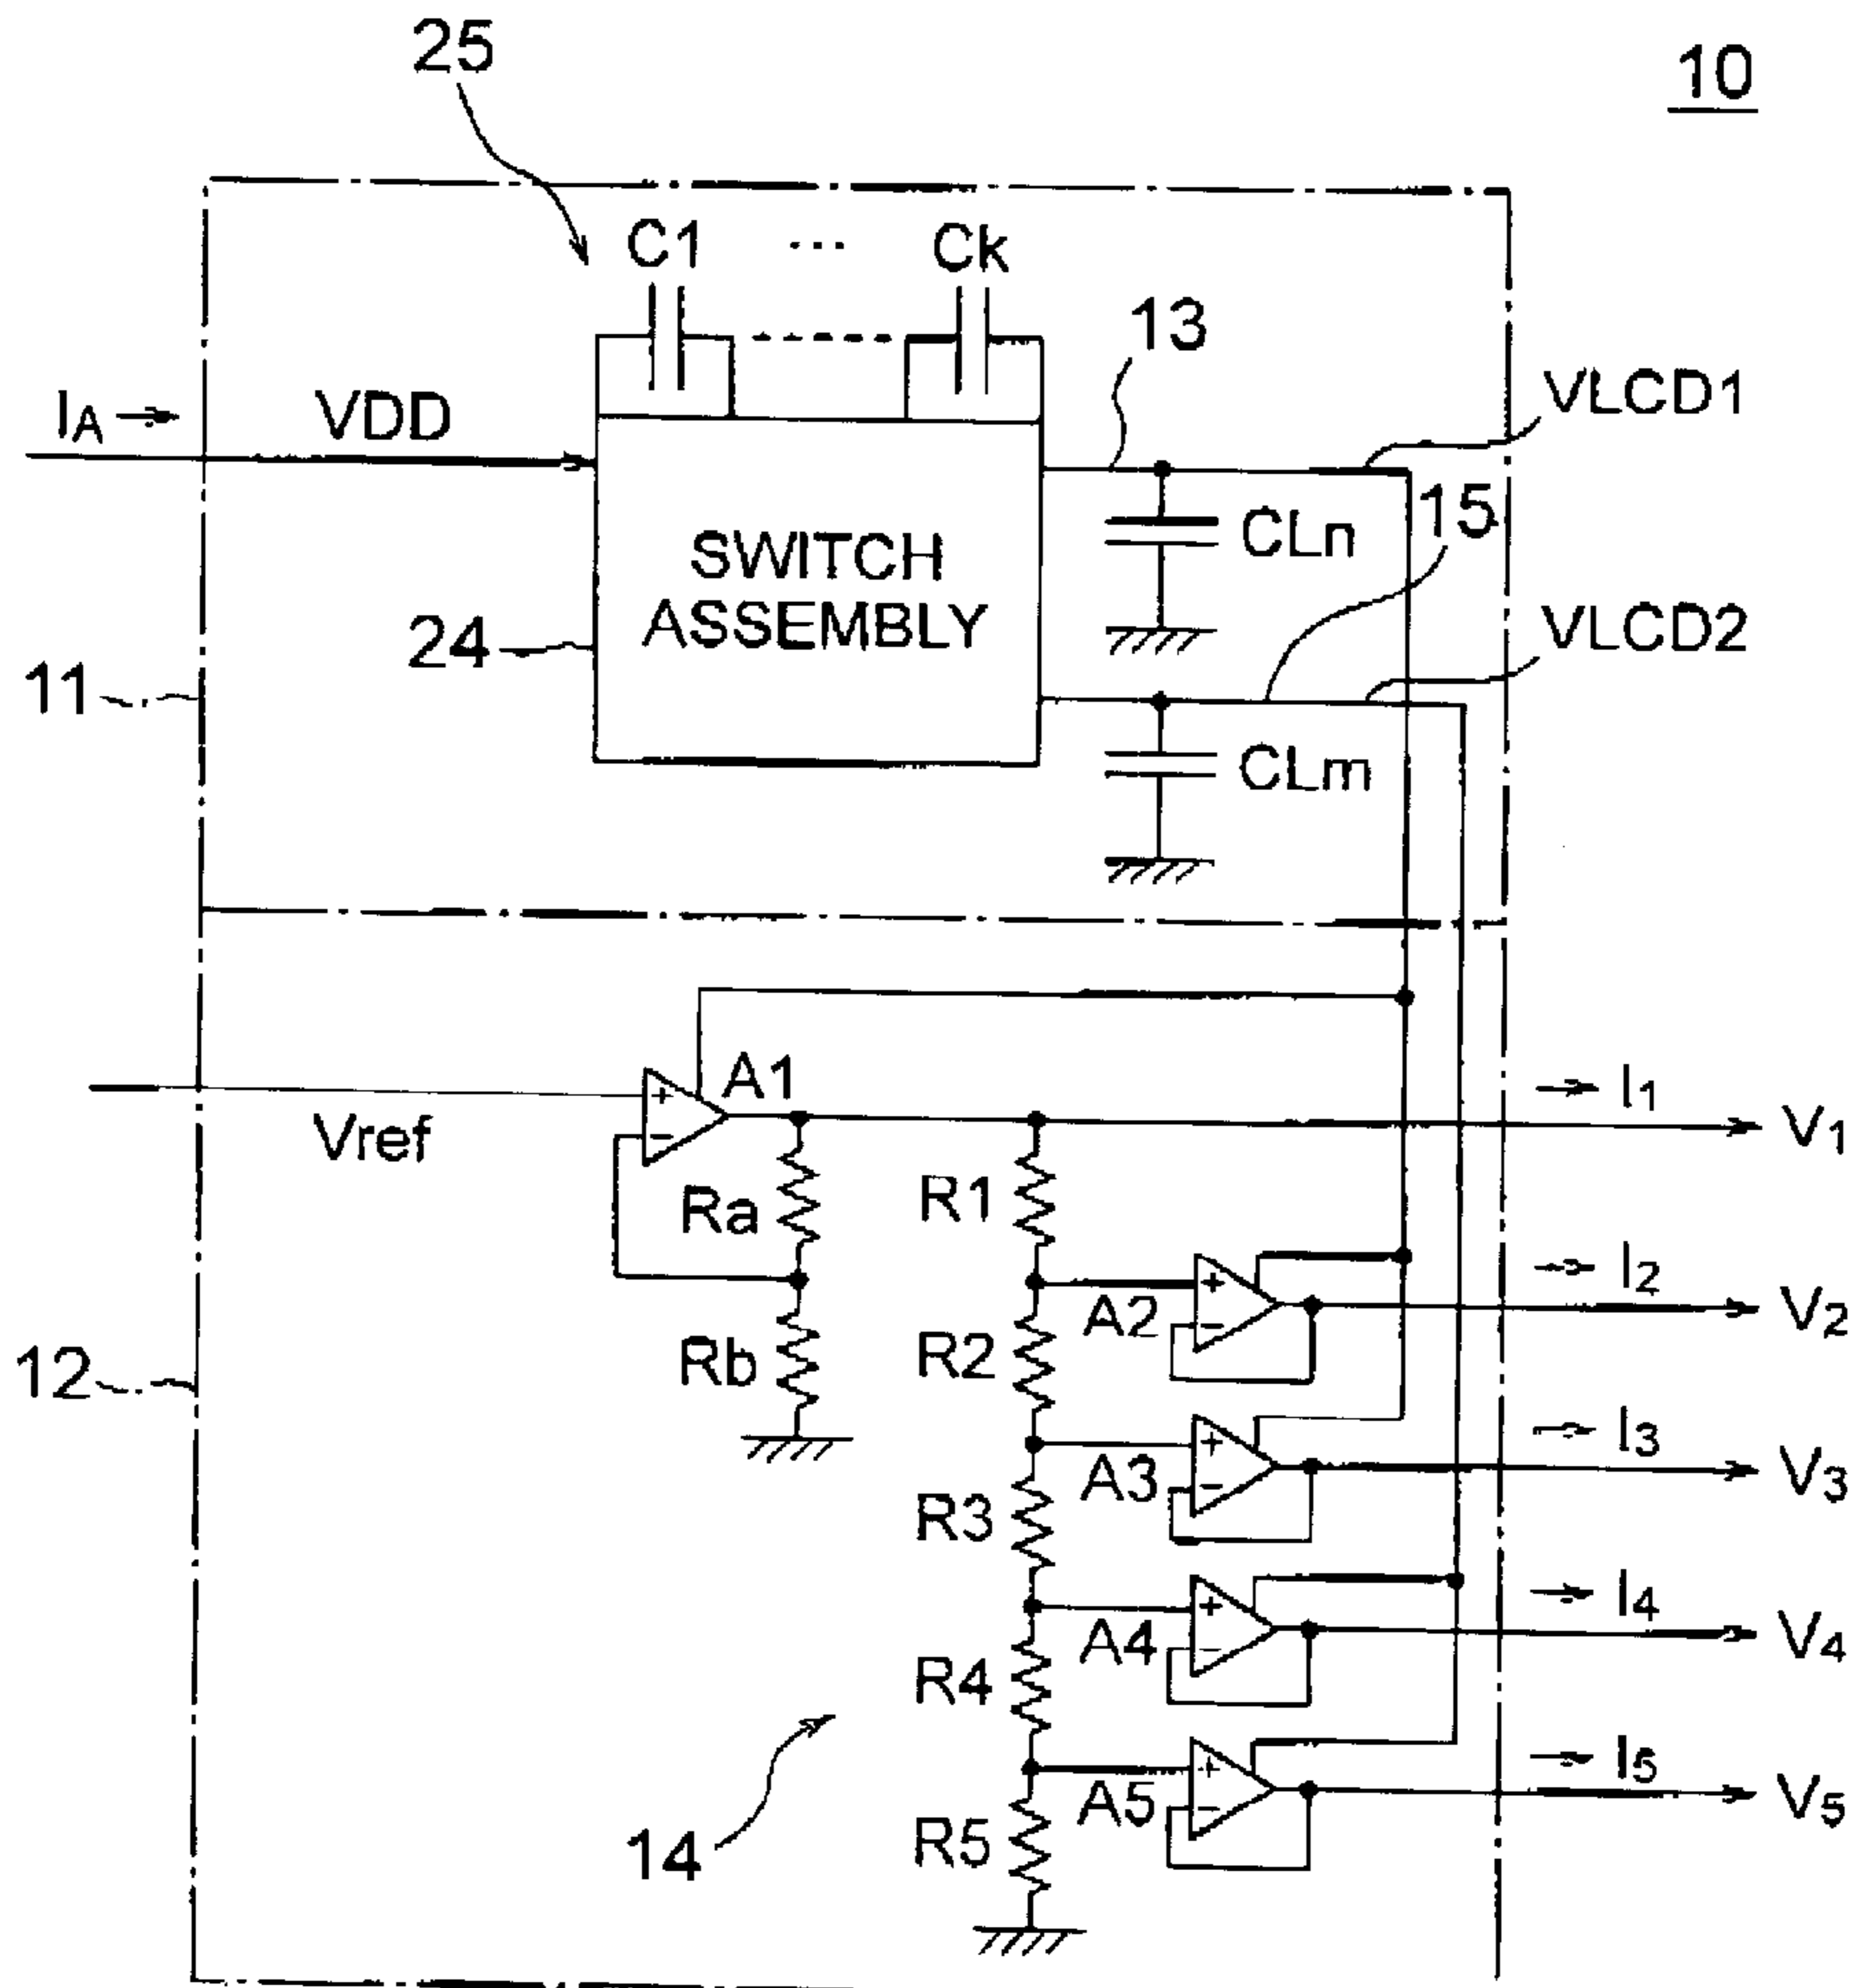 25
10
C1 ... Ck
13
IA
VDD
VLCD1
15
CLn
SWITCH
ASSEMBLY
24
VLCD2
11
CLm
A1
I1
Vref
V1
Ra
R1
I2
A2
V2
Rb
R2
12
I3
A3
V3
R3
I4
A4
V4
R4
I5
A5
V5
14
R5